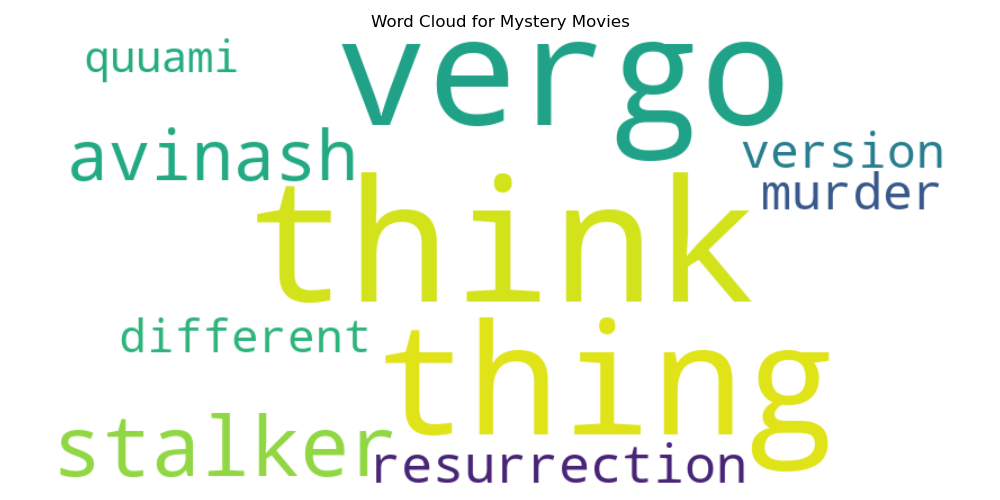 Word Cloud for Mystery Movies
quuami
vergo
avinash
version
murder
think
different
thing
stalker
resurrection